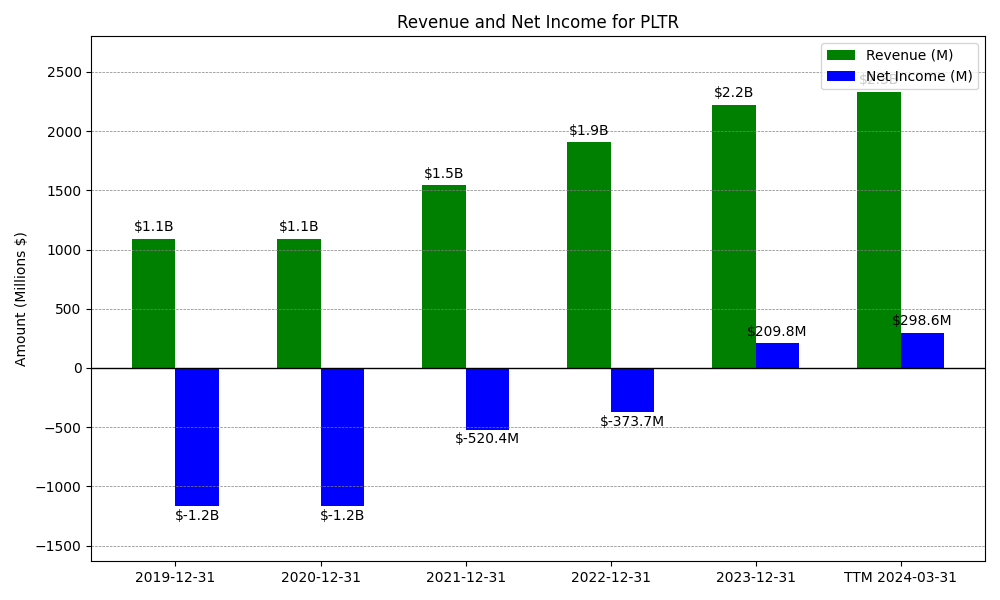 Revenue and Net Income for PLTR
Revenue (M)
Net Income (M)
Amount (Millions $)
2500
2000
1500
1000
500
0
−500
−1000
−1500
$1.1B
$1.1B
$1.5B
$1.9B
$2.2B
$-1.2B
$-1.2B
$-520.4M
$-373.7M
$209.8M
$298.6M
2019-12-31
2020-12-31
2021-12-31
2022-12-31
2023-12-31
TTM 2024-03-31